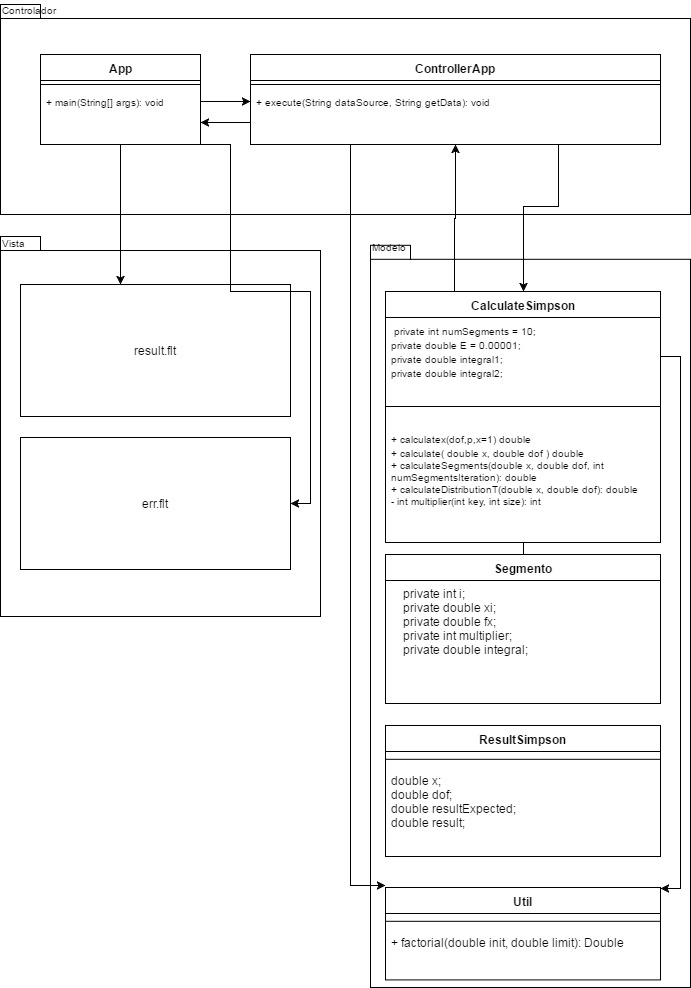 Controlador
App
+ main(String[] args): void
ControllerApp
+ execute(String dataSource, String getData): void
Vista
result.flt
err.flt
Modelo
CalculateSimpson
private int numSegments = 10;
private double E = 0.00001;
private double integral1;
private double integral2;
+ calculatex(dof,p,x=1) double
+ calculate( double x, double dof ) double
+ calculateSegments(double x, double dof, int
numSegmentsIteration): double
+ calculateDistributionT(double x, double dof): double
- int multiplier(int key, int size): int
Segmento
private int i;
private double xi;
private double fx;
private int multiplier;
private double integral;
ResultSimpson
double x;
double dof;
double resultExpected;
double result;
Util
+ factorial(double init, double limit): Double